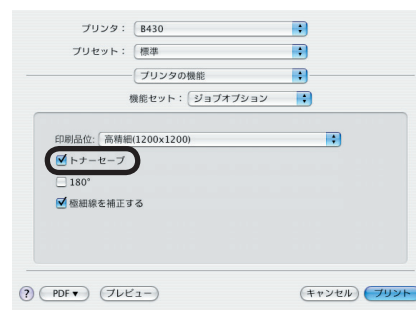 プリンタ： B430
プリセット： 標準
プリンタの機能
機能セット： ジョブオプション
印刷品位: 高精細(1200x1200)
トナーセーブ
180°
極細線を補正する
? PDF▼ プレビュー キャンセル プリント